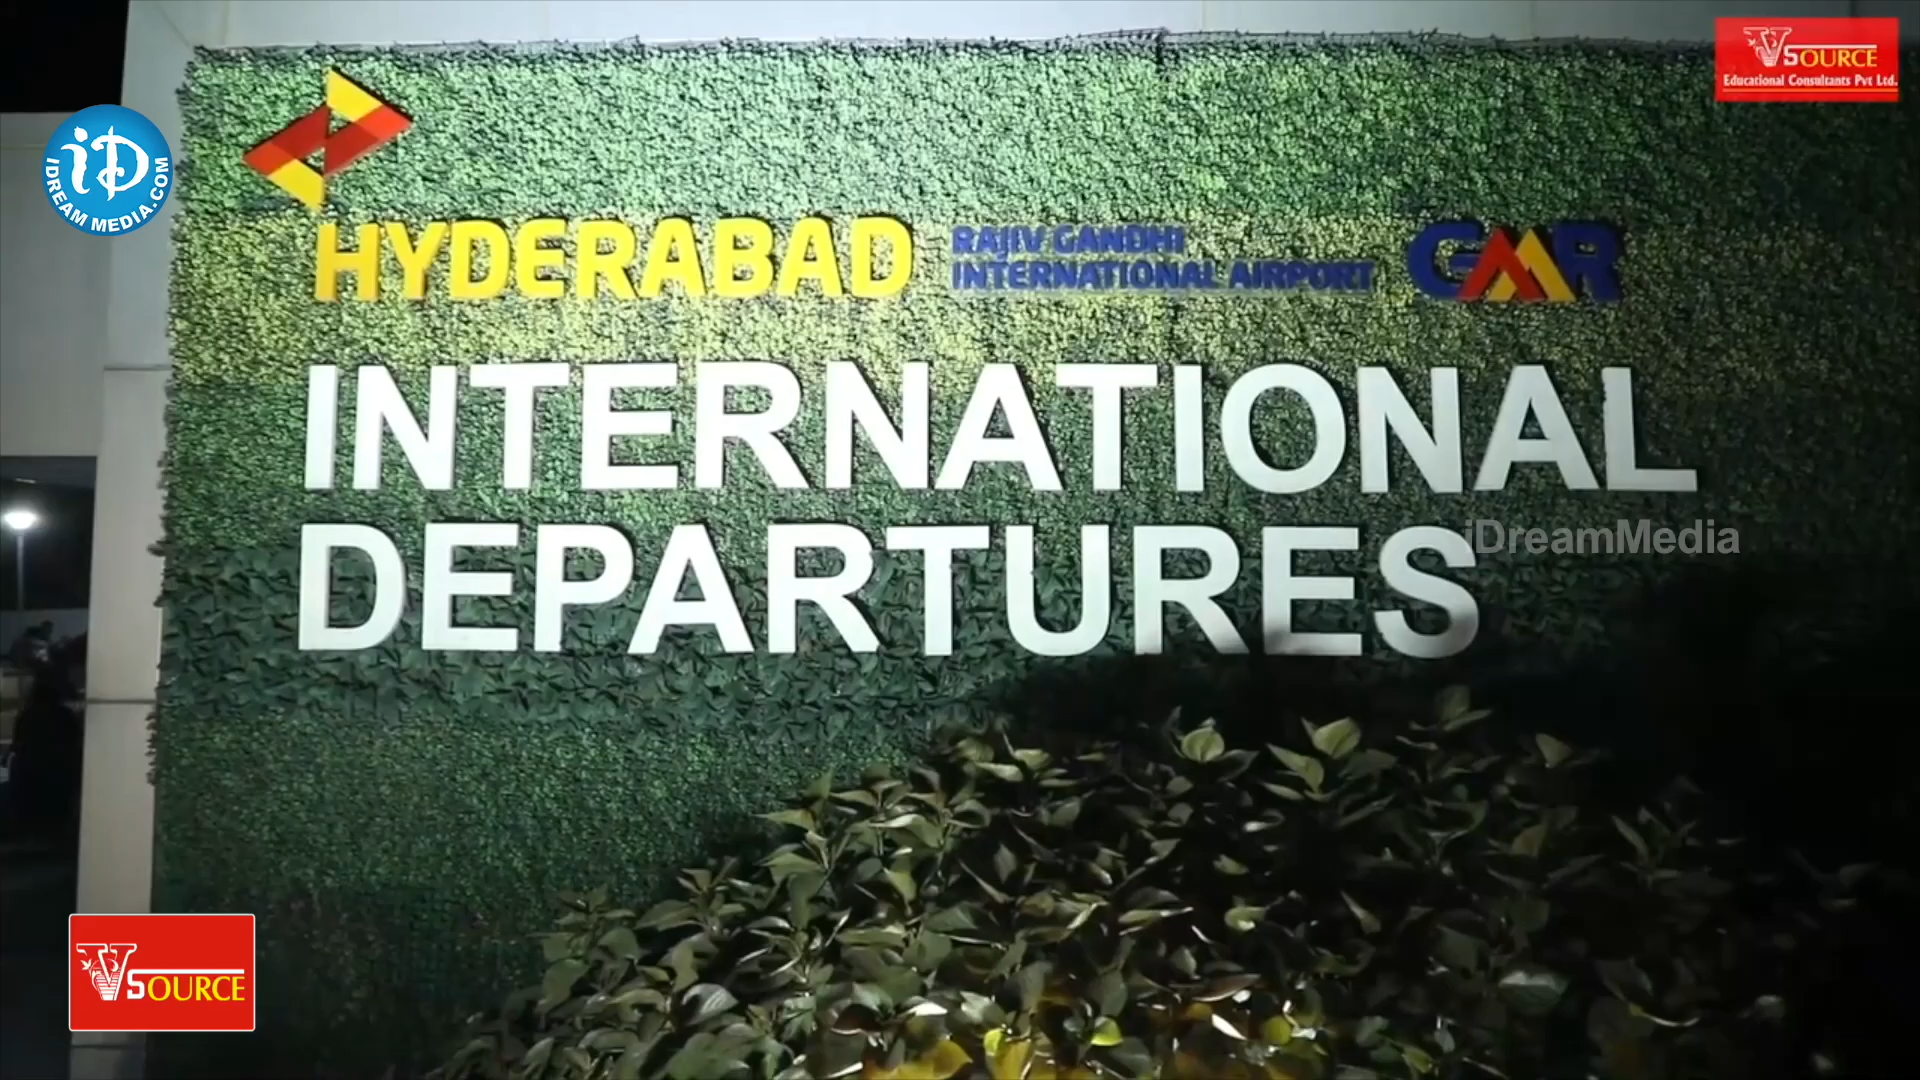 VSOURCE
Educational Consultants Pvt Ltd.
iD
IDREAM MEDIA.COM
HYDERABAD
RAJIV GANDHI
INTERNATIONAL AIRPORT
GMR
INTERNATIONAL
DEPARTURES
iDreamMedia
VSOURCE